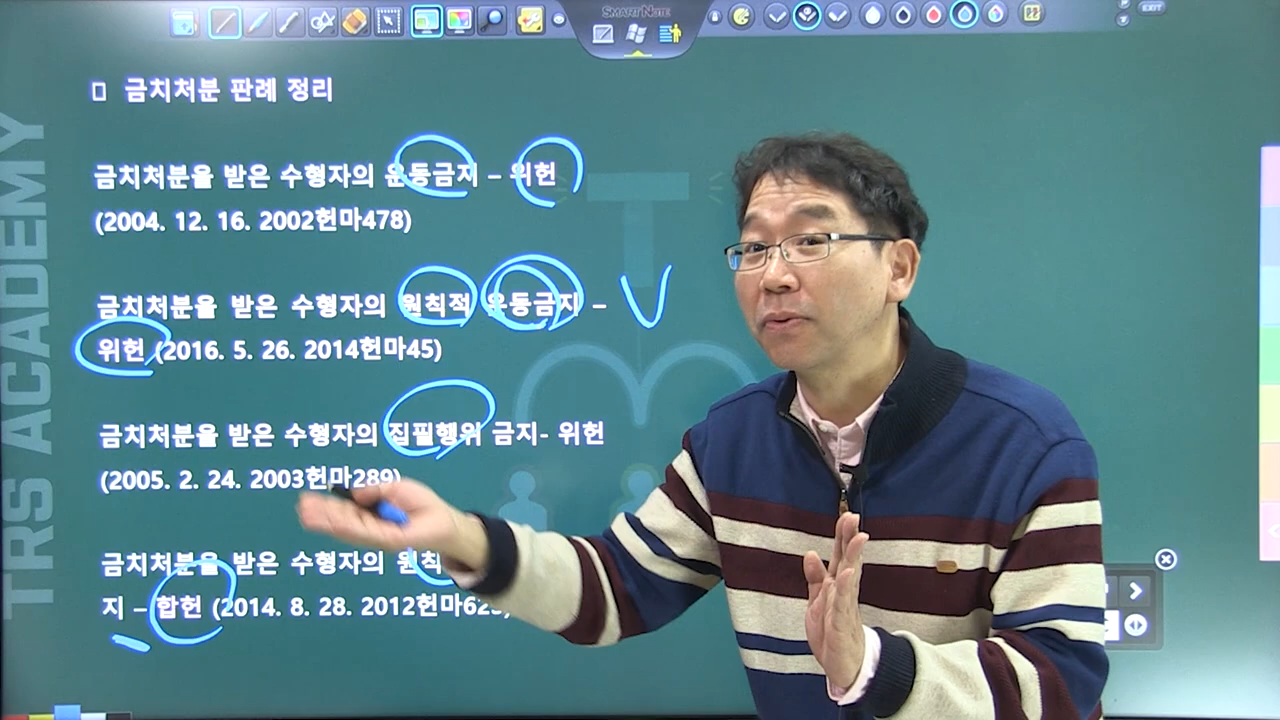 SMART NOTE
EXIT
금치처분 판례 정리
금치처분을 받은 수형자의 운동금지 – 위헌
(2004. 12. 16. 2002헌마478)
금치처분을 받은 수형자의 원칙적 운동금지 –
위헌 (2016. 5. 26. 2014헌마45)
금치처분을 받은 수형자의 집필행위 금지- 위헌
(2005. 2. 24. 2003헌마289)
금치처분을 받은 수형자의 원칙
지 – 합헌 (2014. 8. 28. 2012헌마623)
TRS ACADEMY